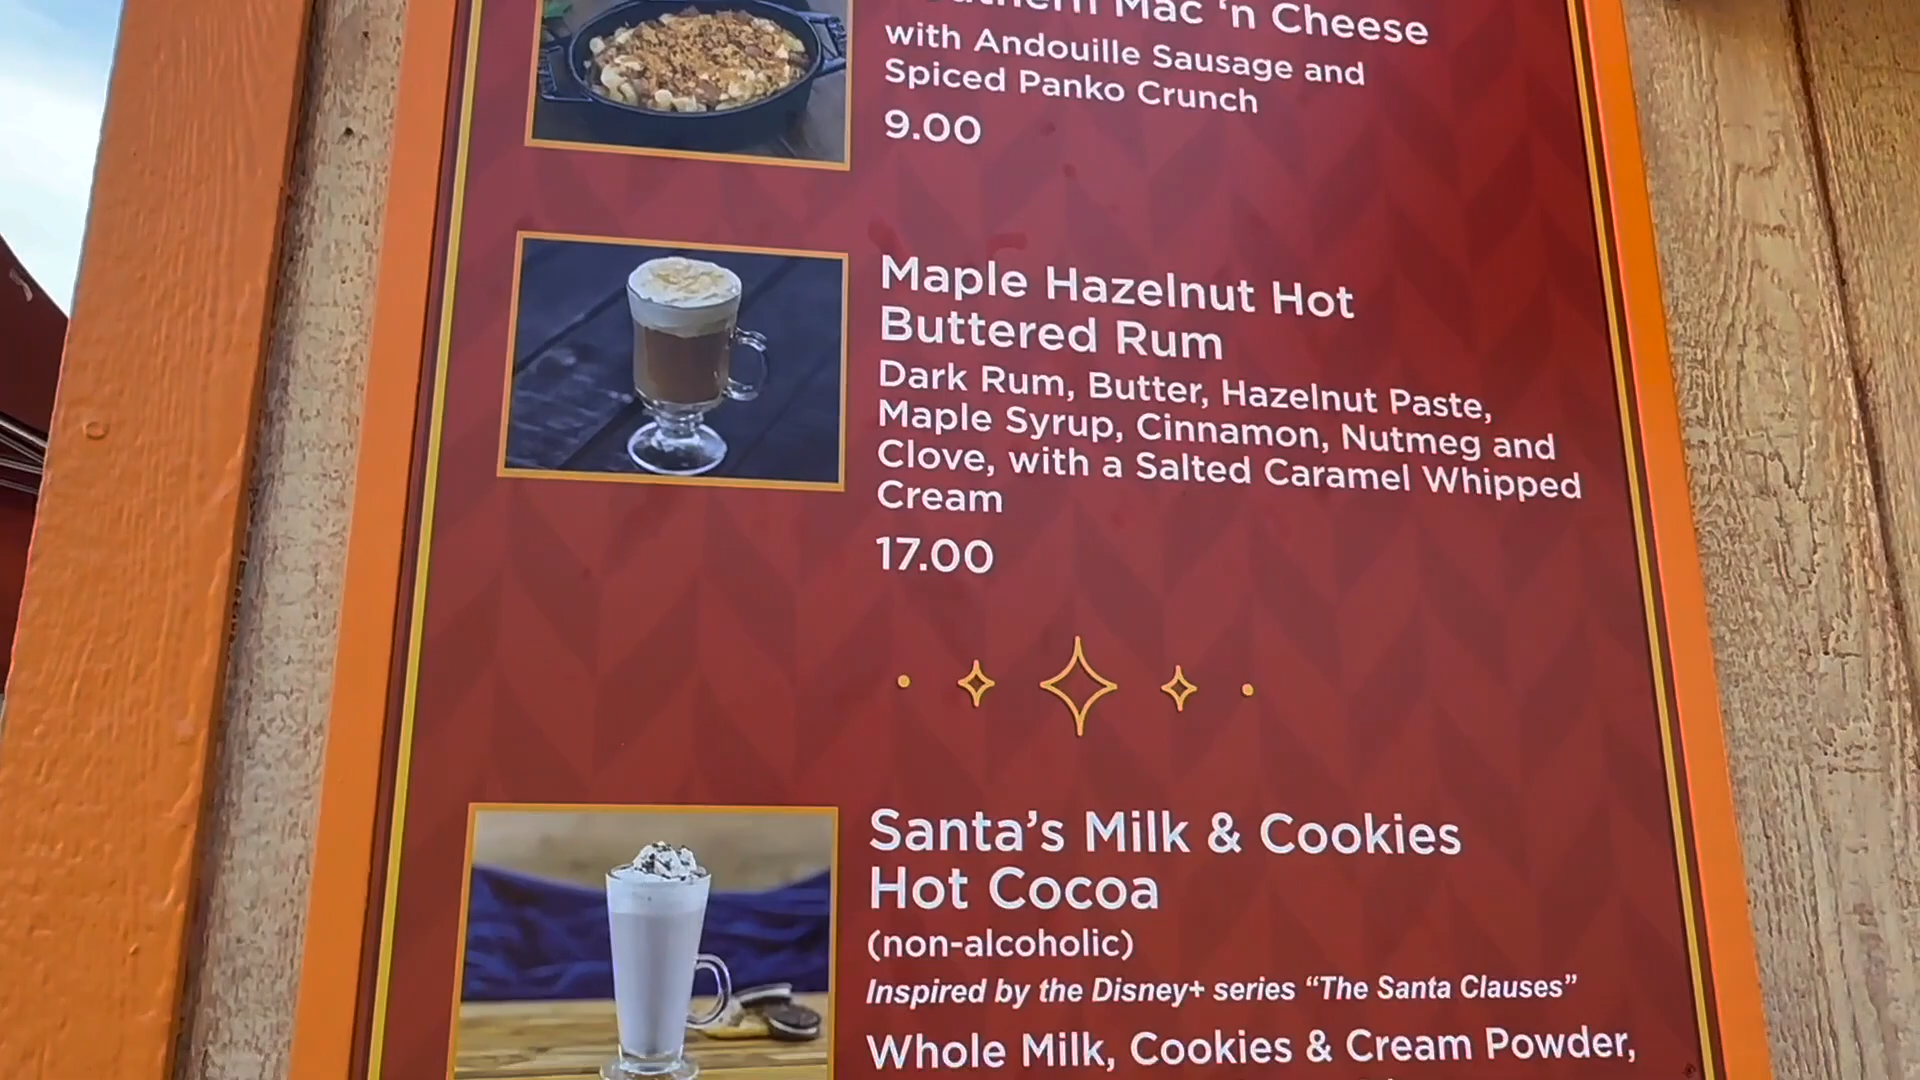 Mac 'n Cheese
with Andouille Sausage and
Spiced Panko Crunch
9.00
Maple Hazelnut Hot
Buttered Rum
Dark Rum, Butter, Hazelnut Paste,
Maple Syrup, Cinnamon, Nutmeg and
Clove, with a Salted Caramel Whipped
Cream
17.00
Santa's Milk & Cookies
Hot Cocoa
(non-alcoholic)
Inspired by the Disney+ series “The Santa Clauses”
Whole Milk, Cookies & Cream Powder,